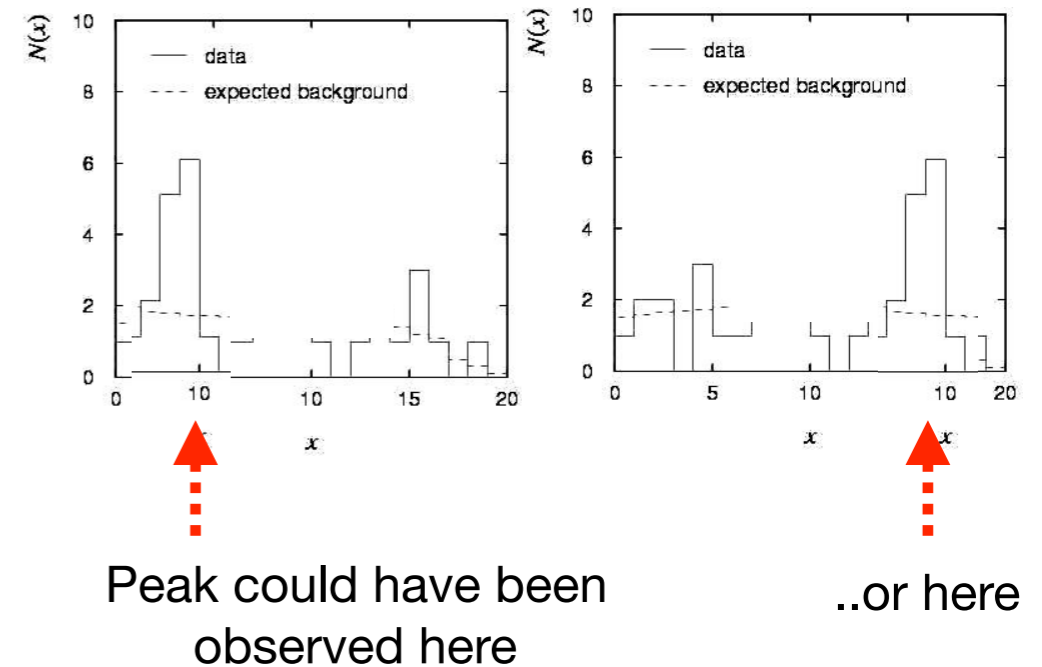 N(x)
10
8
6
4
2
0
data
expected background
0 10 10 15 20
x
N(x)
10
8
6
4
2
0
data
expected background
0 5 10 10 20
x x
Peak could have been
observed here
..or here